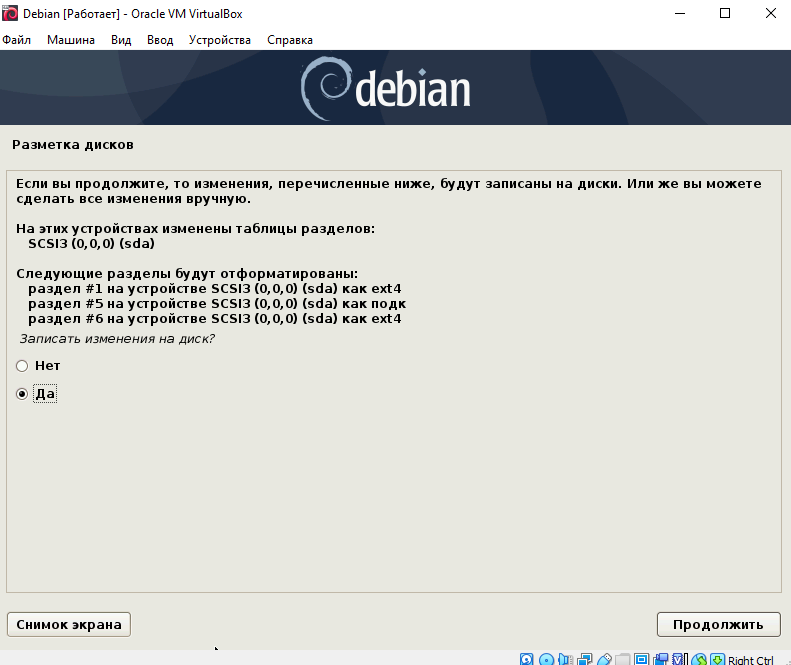 Debian [Работает] - Oracle VM VirtualBox
Файл Машина Вид Ввод Устройства Справка
debian
Разметка дисков
Если вы продолжите, то изменения, перечисленные ниже, будут записаны на диски. Или же вы можете
сделать все изменения вручную.
На этих устройствах изменены таблицы разделов:
SCSI3 (0,0,0) (sda)
Следующие разделы будут отформатированы:
раздел #1 на устройстве SCSI3 (0,0,0) (sda) как ext4
раздел #5 на устройстве SCSI3 (0,0,0) (sda) как подк
раздел #6 на устройстве SCSI3 (0,0,0) (sda) как ext4
Записать изменения на диск?
Нет
Да
Снимок экрана Продолжить
Right Ctrl